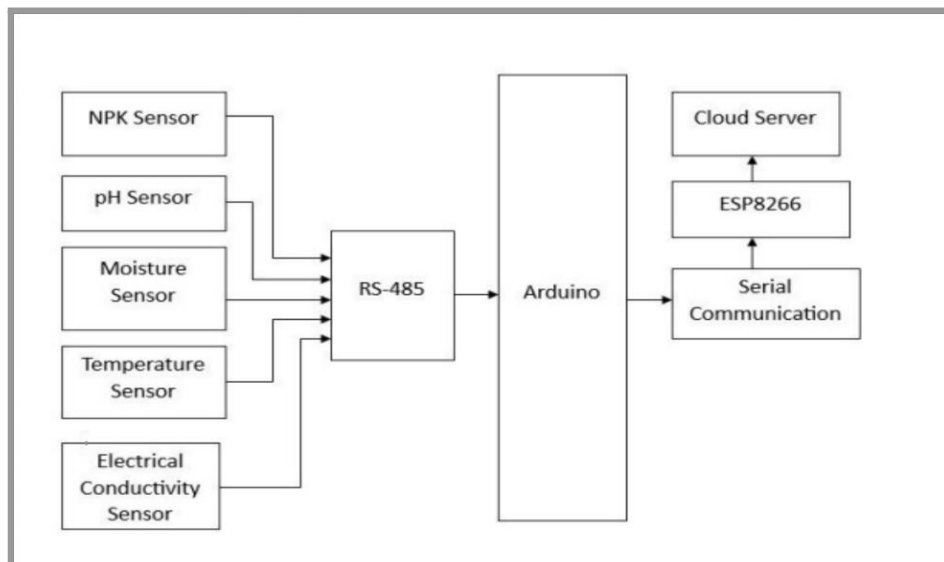 NPK Sensor
pH Sensor
Moisture
Sensor
Temperature
Sensor
Electrical
Conductivity
Sensor
RS-485
Arduino
Cloud Server
ESP8266
Serial
Communication